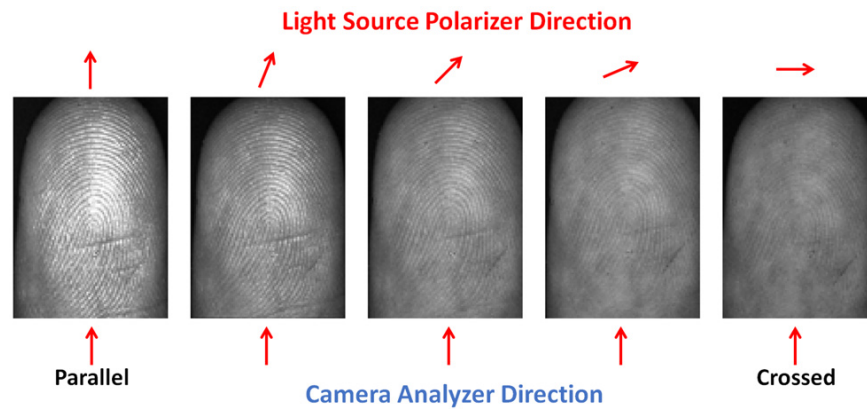 Light Source Polarizer Direction
Parallel
Crossed
Camera Analyzer Direction